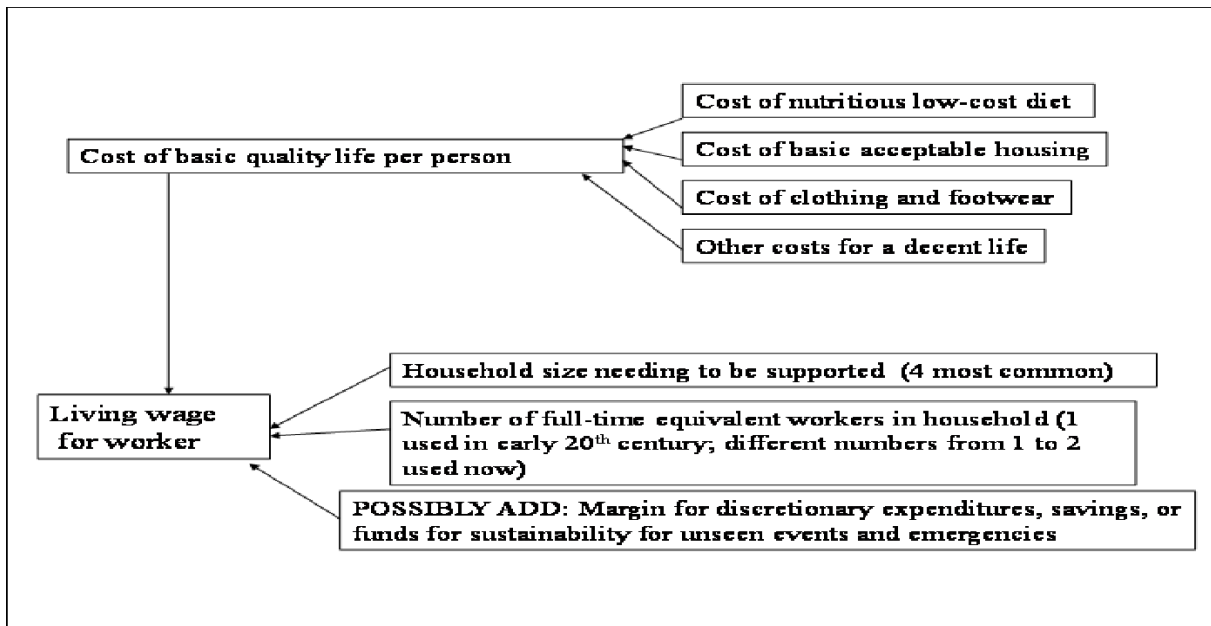 Cost of nutritious low-cost diet
Cost of basic quality life per person
Cost of basic acceptable housing
Cost of clothing and footwear
Other costs for a decent life
Household size needing to be supported (4 most common)
Living wage
for worker
Number of full-time equivalent workers in household (1
used in early 20th century; different numbers from 1 to 2
used now)
POSSIBLY ADD: Margin for discretionary expenditures, savings, or
funds for sustainability for unseen events and emergencies